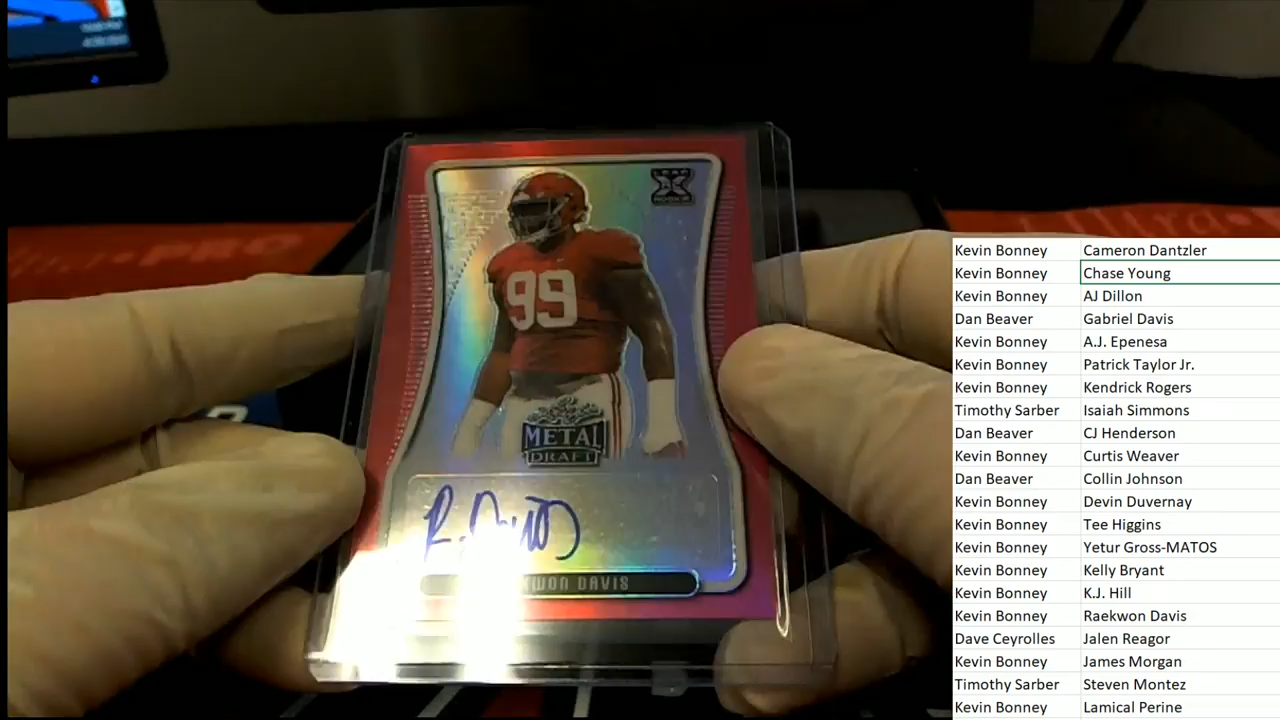 LEAF
ROOKIE
99
METAL
DRAFT
R. Davis
WON DAVIS
Kevin Bonney Cameron Dantzler
Kevin Bonney Chase Young
Kevin Bonney AJ Dillon
Dan Beaver Gabriel Davis
Kevin Bonney A.J. Epenesa
Kevin Bonney Patrick Taylor Jr.
Kevin Bonney Kendrick Rogers
Timothy Sarber Isaiah Simmons
Dan Beaver CJ Henderson
Kevin Bonney Curtis Weaver
Dan Beaver Collin Johnson
Kevin Bonney Devin Duvernay
Kevin Bonney Tee Higgins
Kevin Bonney Yetur Gross-MATOS
Kevin Bonney Kelly Bryant
Kevin Bonney K.J. Hill
Kevin Bonney Raekwon Davis
Dave Ceyrolles Jalen Reagor
Kevin Bonney James Morgan
Timothy Sarber Steven Montez
Kevin Bonney Lamical Perine